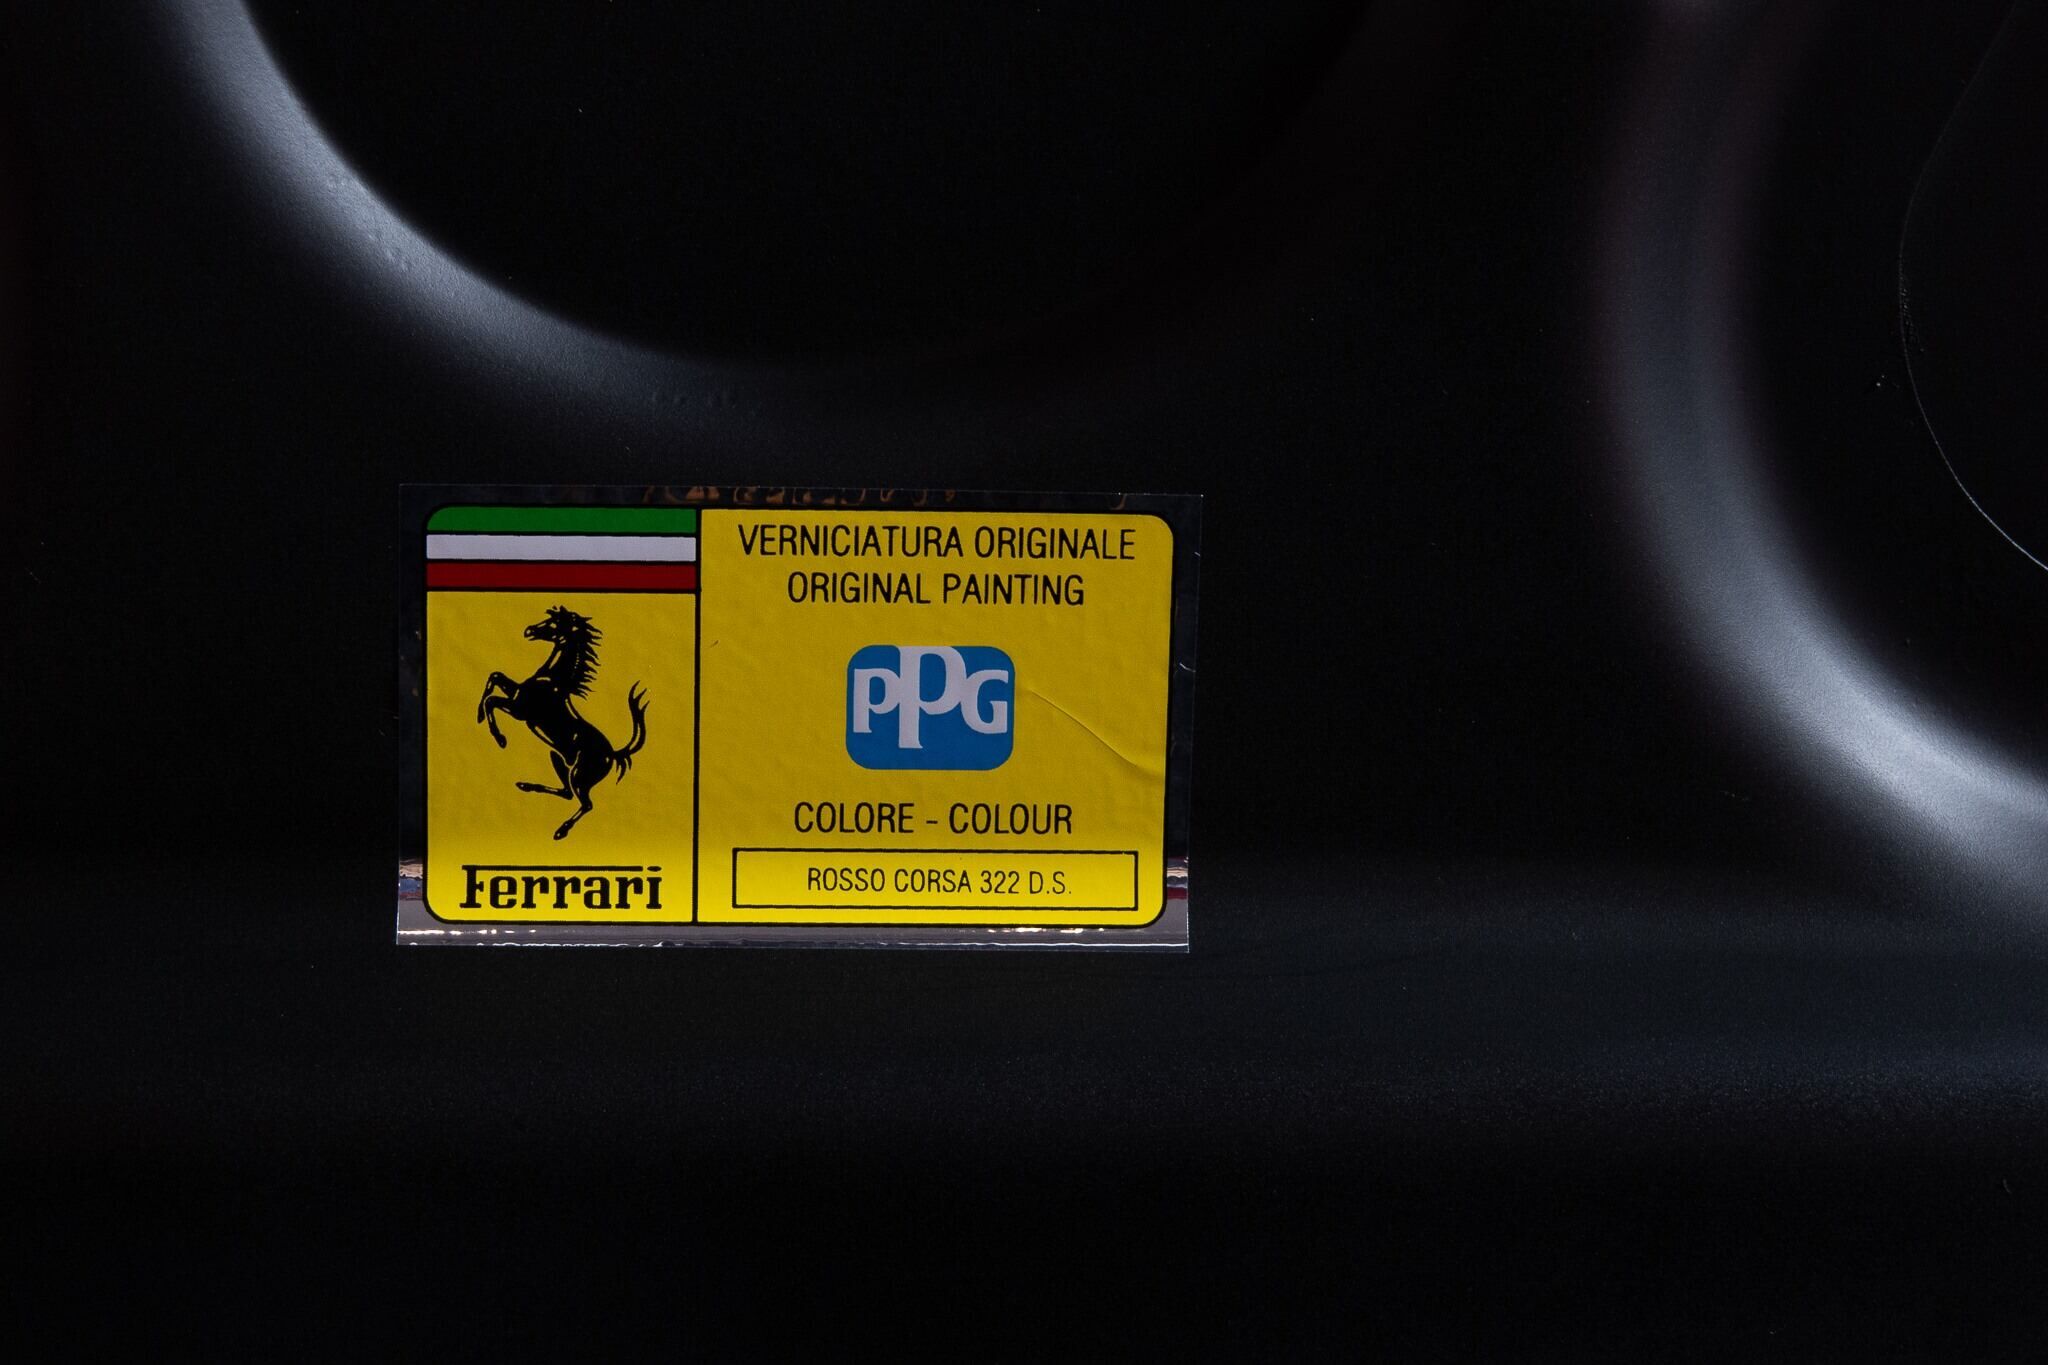 VERNICIATURA ORIGINALE
ORIGINAL PAINTING
PPG
COLORE - COLOUR
ROSSO CORSA 322 D.S.
Ferrari